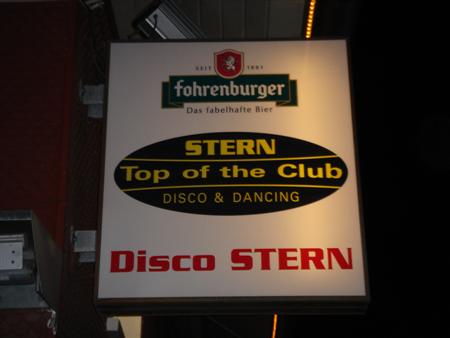 SEIT 1881
fohrenburger
Das fabelhafte Bier
STERN
Top of the Club
DISCO & DANCING
Disco STERN